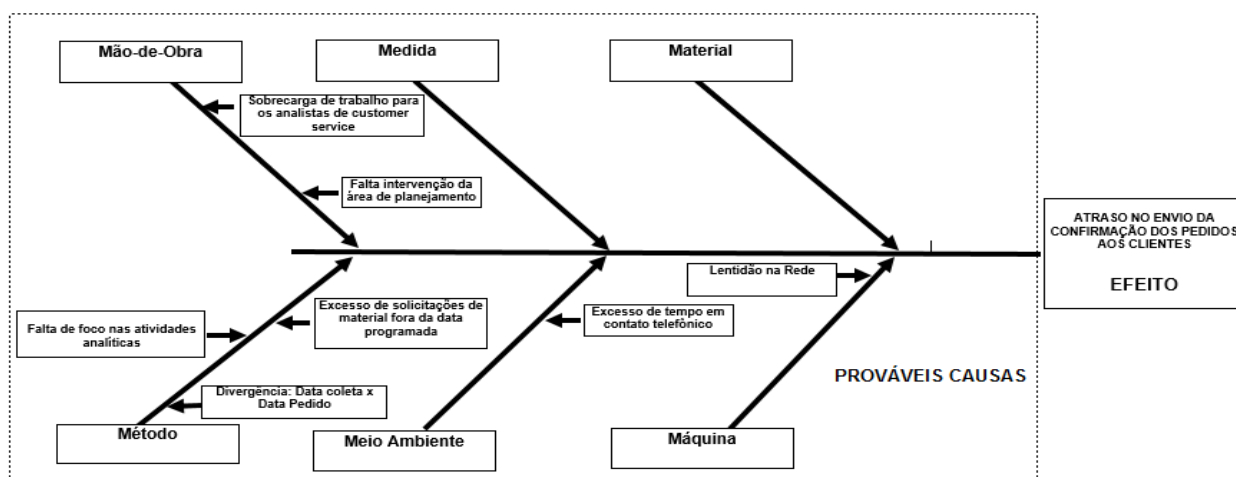 Mão-de-Obra
Medida
Material
Sobrecarga de trabalho para
os analistas de customer
service
Falta intervenção da
área de planejamento
ATRASO NO ENVIO DA
CONFIRMAÇÃO DOS PEDIDOS
AOS CLIENTES
EFEITO
Lentidão na Rede
Excesso de solicitações de
material fora da data
programada
Excesso de tempo em
contato telefônico
Falta de foco nas atividades
analíticas
PROVÁVEIS CAUSAS
Divergência: Data coleta x
Data Pedido
Método
Meio Ambiente
Máquina